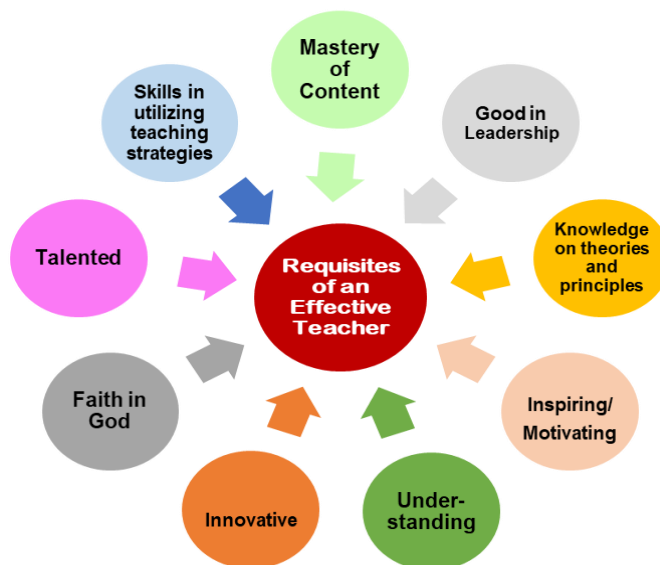 Mastery
of
Content
Skills in
utilizing
teaching
strategies
Good in
Leadership
Talented
Requisites
of an
Effective
Teacher
Knowledge
on theories
and
principles
Faith in
God
Inspiring/
Motivating
Innovative
Under-
standing